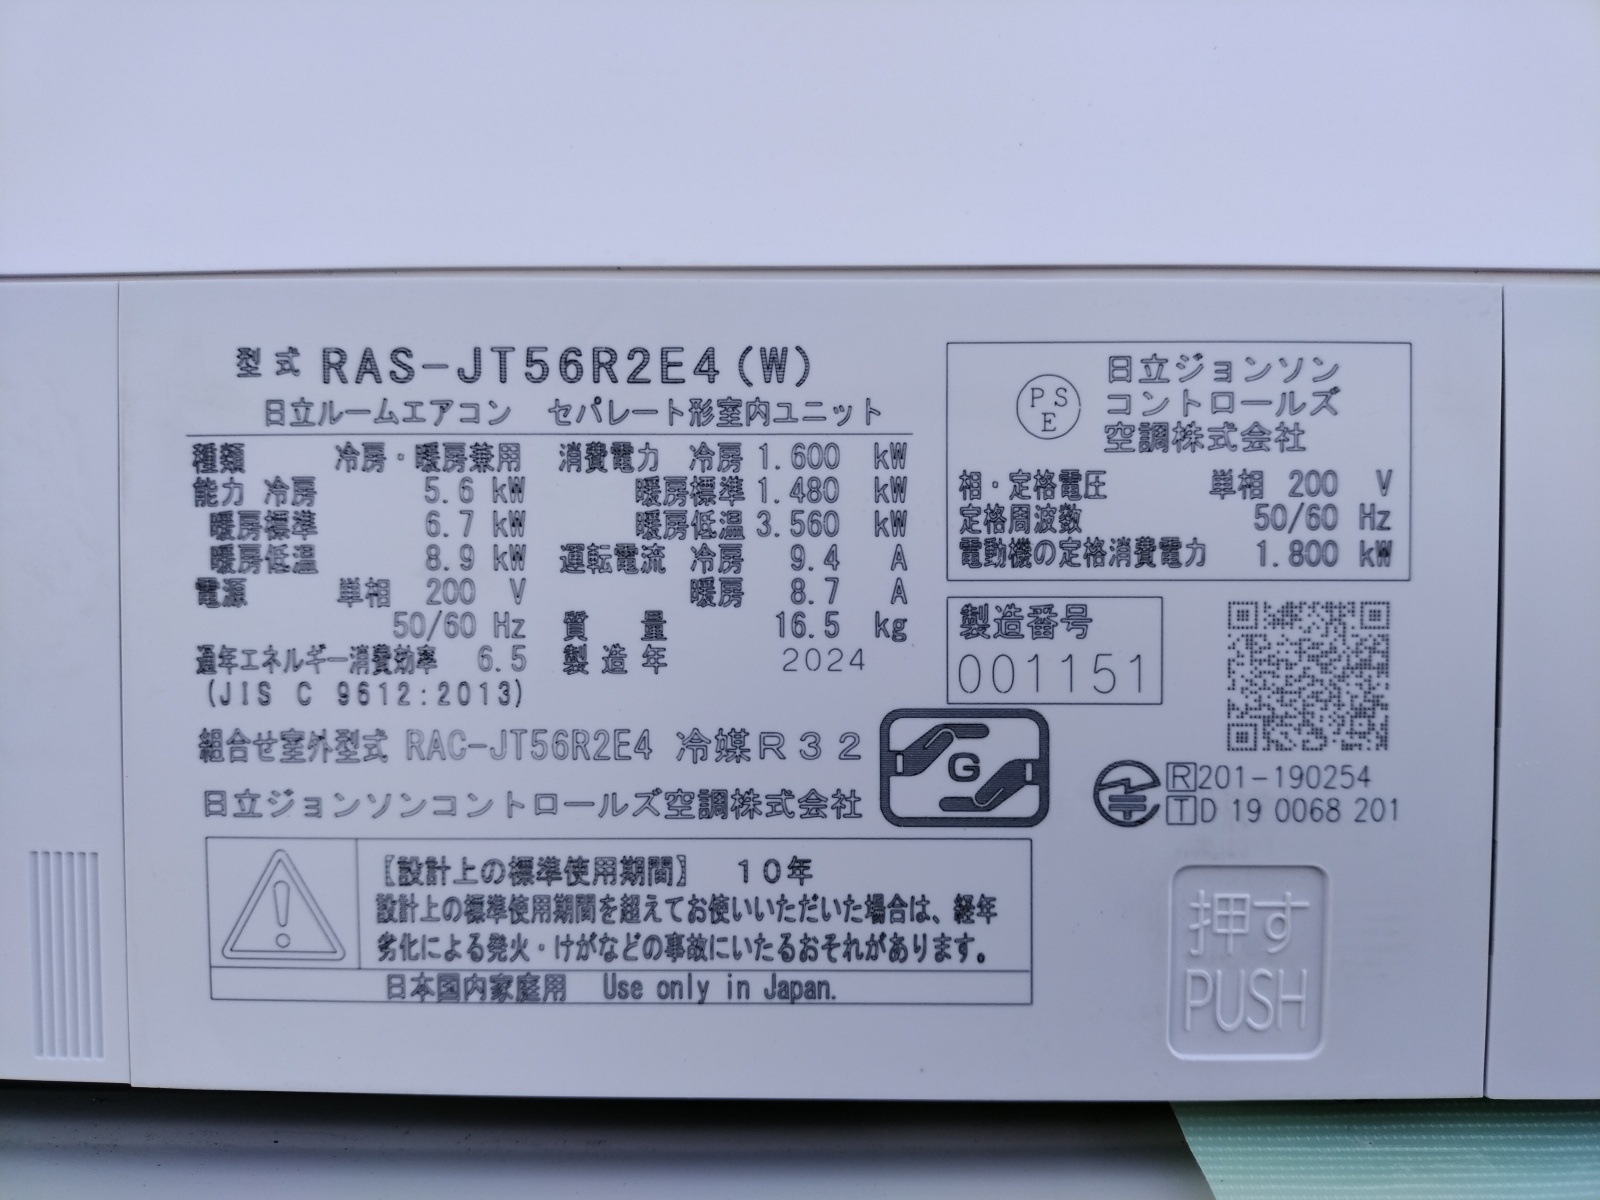 型式 RAS-JT56R2E4(W)
日立ルームエアコン セパレート形室内ユニット
種類 冷房・暖房兼用
能力 冷房 5.6 kW
暖房標準 6.7 kW
暖房低温 8.9 kW
電源 単相 200 V
50/60 Hz
通年エネルギー消費効率 6.5
(JIS C 9612:2013)
消費電力 冷房 1.600 kW
暖房標準 1.480 kW
暖房低温 3.560 kW
運転電流 冷房 9.4 A
暖房 8.7 A
質量 16.5 kg
製造年 2024
組合せ室外型式 RAC-JT56R2E4 冷媒R32
日立ジョンソンコントロールズ空調株式会社
G
【設計上の標準使用期間】 10年
設計上の標準使用期間を超えてお使いいただいた場合は、経年
劣化による発火・けがなどの事故にいたるおそれがあります。
日本国内家庭用 Use only in Japan.
PS
E
日立ジョンソン
コントロールズ
空調株式会社
相・定格電圧 単相 200 V
定格周波数 50/60 Hz
電動機の定格消費電力 1.800 kW
製造番号
001151
R 201-190254
T D 19 0068 201
押す
PUSH